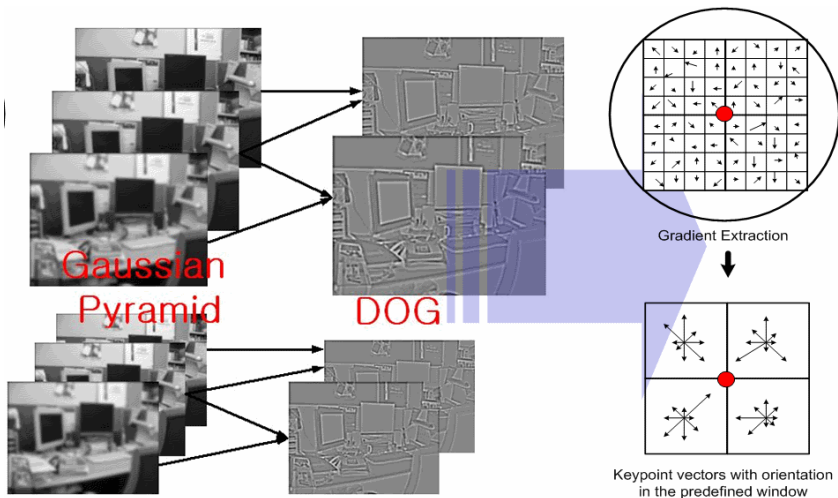 Gaussian
Pyramid
DOG
Gradient Extraction
Keypoint vectors with orientation
in the predefined window